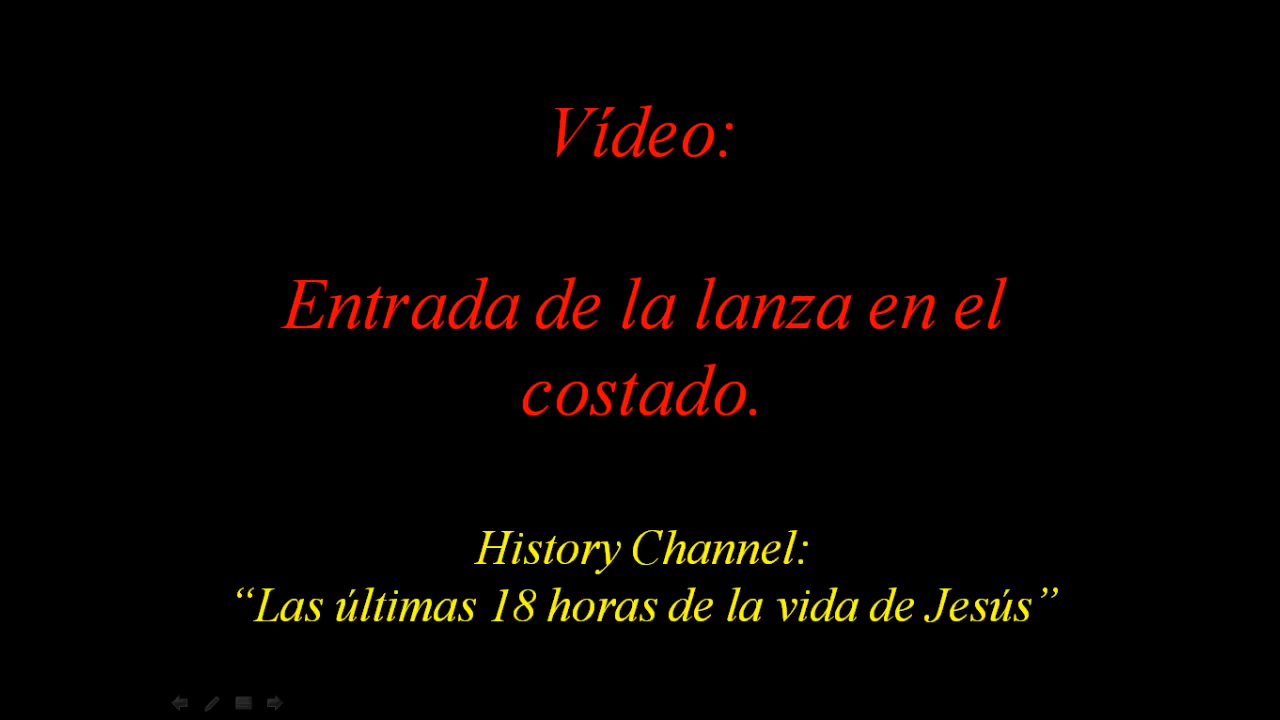 Vídeo:
Entrada de la lanza en el
costado.
History Channel:
“Las últimas 18 horas de la vida de Jesús”